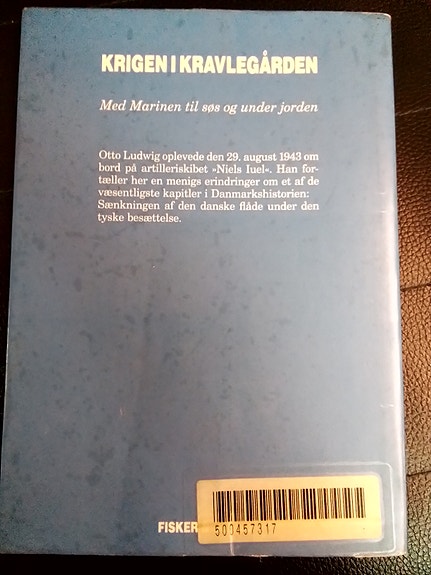 KRIGEN I KRAVLEGÅRDEN
Med Marinen til søs og under jorden
Otto Ludwig oplevede den 29. august 1943 om
bord på artilleriskibet »Niels Iuel«. Han for-
tæller her en menigs erindringer om et af de
væsentligste kapitler i Danmarkshistorien:
Sænkningen af den danske flåde under den
tyske besættelse.
500457317
FISKER